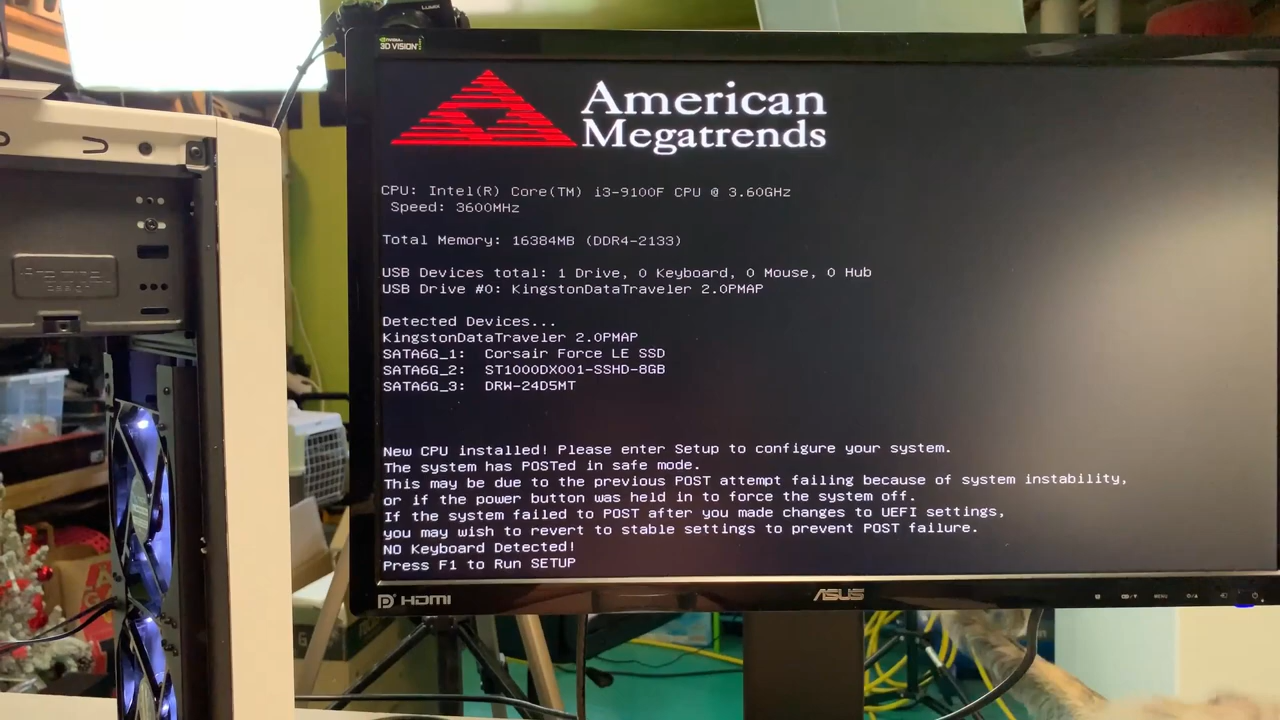 LUMIX
NVIDIA
3D VISION
American
Megatrends
CPU: Intel(R) Core(TM) i3-9100F CPU @ 3.60GHz
Speed: 3600MHz
Total Memory: 16384MB (DDR4-2133)
USB Devices total: 1 Drive, 0 Keyboard, 0 Mouse, 0 Hub
USB Drive #0: KingstonDataTraveler 2.0PMAP
Detected Devices...
KingstonDataTraveler 2.0PMAP
SATA6G_1: Corsair Force LE SSD
SATA6G_2: ST1000DX001-SSHD-8GB
SATA6G_3: DRW-24D5MT
New CPU installed! Please enter Setup to configure your system.
The system has POSTed in safe mode.
This may be due to the previous POST attempt failing because of system instability,
or if the power button was held in to force the system off.
If the system failed to POST after you made changes to UEFI settings,
you may wish to revert to stable settings to prevent POST failure.
NO Keyboard Detected!
Press F1 to Run SETUP
HDMI
ASUS
MENU